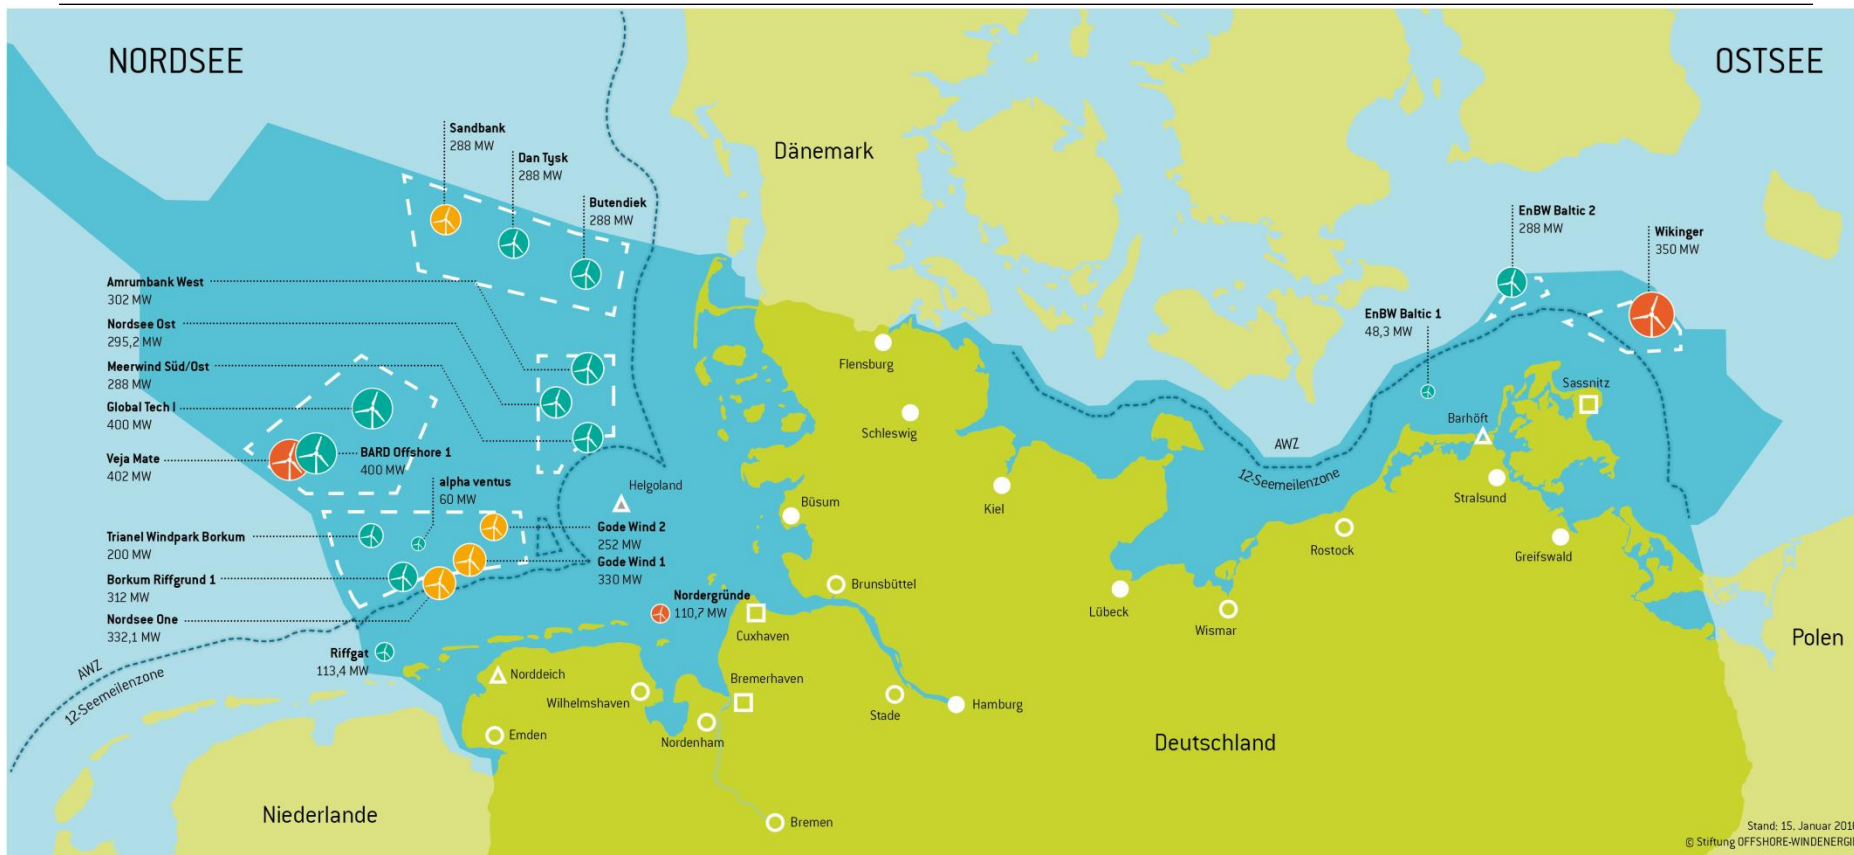 NORDSEE
OSTSEE
Sandbank
288 MW
Dan Tysk
288 MW
Butendiek
288 MW
Dänemark
EnBW Baltic 2
288 MW
Wikinger
350 MW
EnBW Baltic 1
48,3 MW
Amrumbank West
302 MW
Nordsee Ost
295,2 MW
Meerwind Süd/Ost
288 MW
Global Tech I
400 MW
Veja Mate
402 MW
BARD Offshore 1
400 MW
alpha ventus
60 MW
Trianel Windpark Borkum
200 MW
Borkum Riffgrund 1
312 MW
Nordsee One
332,1 MW
Gode Wind 2
252 MW
Gode Wind 1
330 MW
Nordergründe
110,7 MW
Riffgat
113,4 MW
Helgoland
Flensburg
Schleswig
Büsum
Kiel
Brunsbüttel
Cuxhaven
Bremerhaven
Norddeich
Wilhelmshaven
Nordenham
Emden
Stade
Hamburg
Bremen
Lübeck
Wismar
Rostock
Barhöft
Sassnitz
Stralsund
Greifswald
AWZ
12-Seemeilenzone
AWZ
12-Seemeilenzone
Niederlande
Deutschland
Polen
Stand: 15. Januar 2016
© Stiftung OFFSHORE-WINDENERGIE